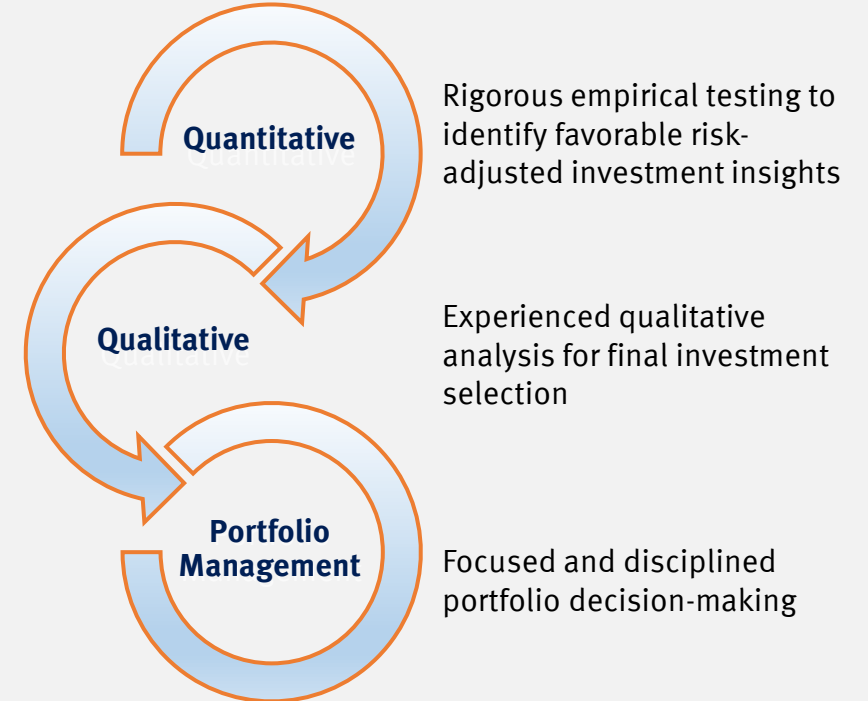 Quantitative
Rigorous empirical testing to
identify favorable risk-
adjusted investment insights
Qualitative
Experienced qualitative
analysis for final investment
selection
Portfolio
Management
Focused and disciplined
portfolio decision-making